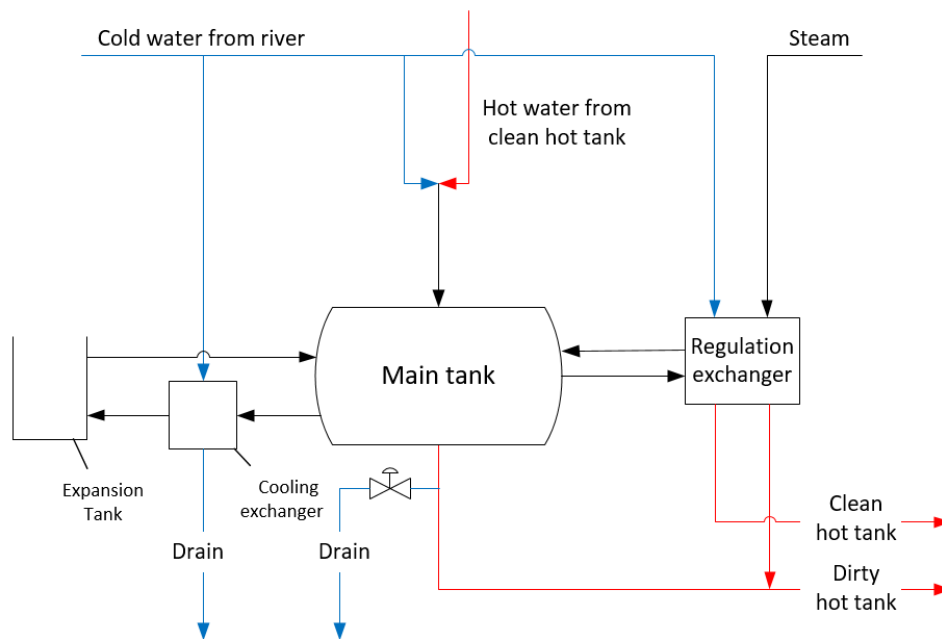 Cold water from river
Steam
Hot water from
clean hot tank
Regulation
exchanger
Main tank
Expansion
Tank
Cooling
exchanger
Drain
Drain
Clean
hot tank
Dirty
hot tank